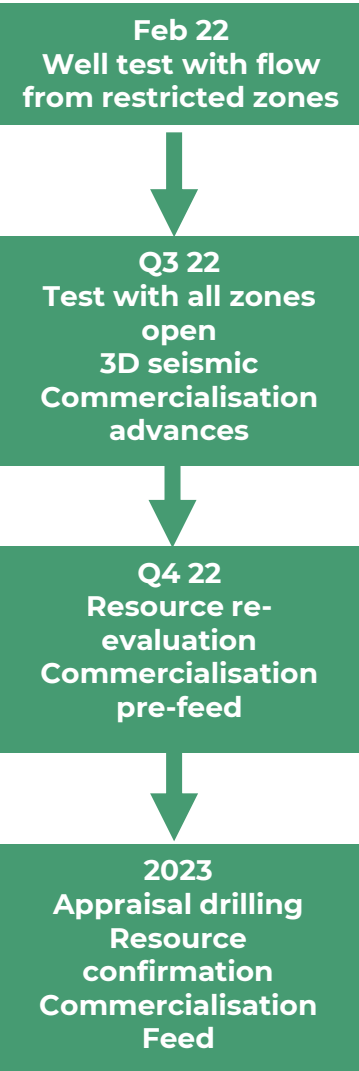 Feb 22
Well test with flow
from restricted zones
Q3 22
Test with all zones
open
3D seismic
Commercialisation
advances
Q4 22
Resource re-
evaluation
Commercialisation
pre-feed
2023
Appraisal drilling
Resource
confirmation
Commercialisation
Feed